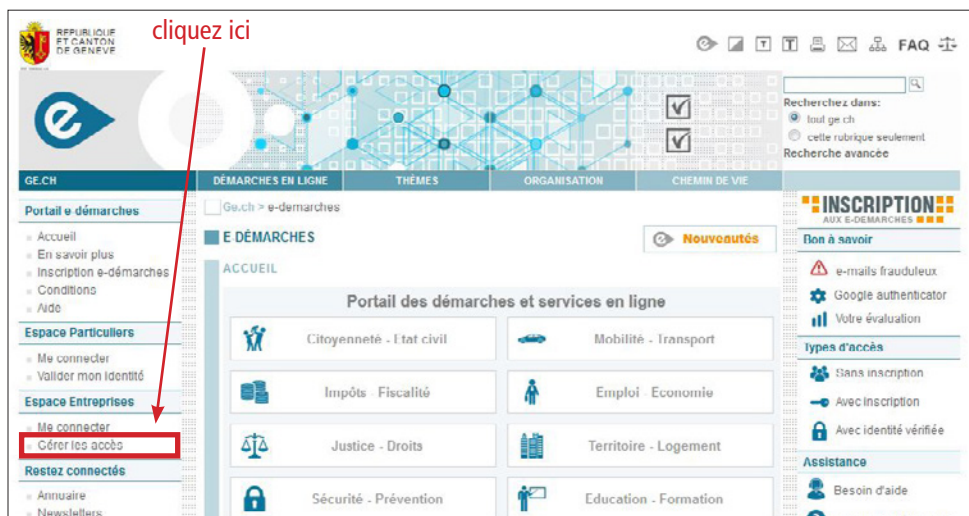 cliquez ici
REPUBLIQUE
ET CANTON
DE GENEVE
T
T
FAQ
e
Recherchez dans:
tout ge.ch
cette rubrique seulement
Recherche avancée
GE.CH
DÉMARCHES EN LIGNE
THÈMES
ORGANISATION
CHEMIN DE VIE
Portail e-démarches
Accueil
En savoir plus
Inscription e-démarches
Conditions
Aide
Espace Particuliers
Me connecter
Valider mon identité
Espace Entreprises
Me connecter
Gérer les accès
Restez connectés
Annuaire
Newsletters
Ge.ch > e-demarches
E DÉMARCHES
Nouveautés
ACCUEIL
Portail des démarches et services en ligne
Citoyenneté - Etat civil
Mobilité - Transport
Impôts - Fiscalité
Emploi - Economie
Justice - Droits
Territoire - Logement
Sécurité - Prévention
Education - Formation
INSCRIPTION
AUX E-DEMARCHES
Bon à savoir
e-mails frauduleux
Google authenticator
Votre évaluation
Types d'accès
Sans inscription
Avec inscription
Avec identité vérifiée
Assistance
Besoin d'aide